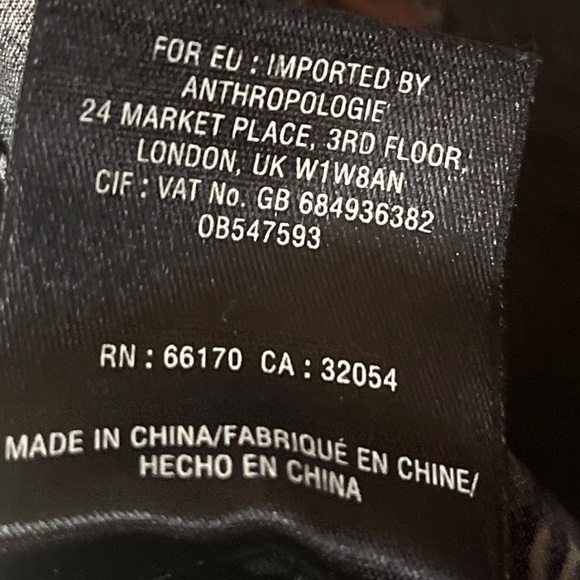 FOR EU : IMPORTED BY
ANTHROPOLOGIE
24 MARKET PLACE, 3RD FLOOR,
LONDON, UK W1W8AN
CIF : VAT No. GB 684936382
OB547593
RN : 66170 CA : 32054
MADE IN CHINA/FABRIQUÉ EN CHINE/
HECHO EN CHINA